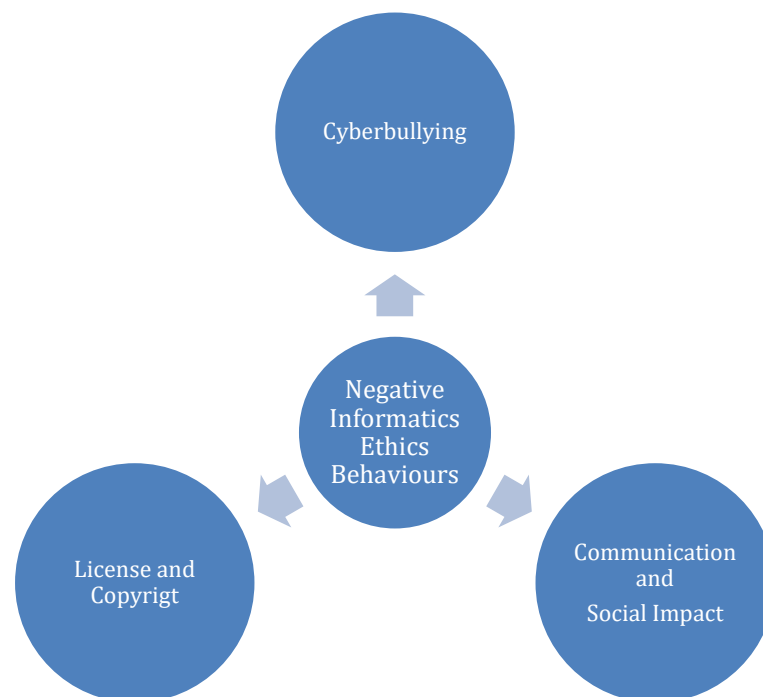 Cyberbullying
Negative
Informatics
Ethics
Behaviours
License and
Copyrigt
Communication
and
Social Impact